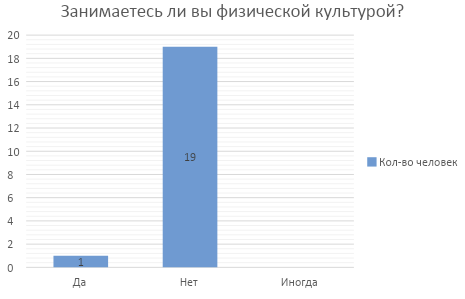 Занимаетесь ли вы физической культурой?
20
18
16
14
12
10
8
6
4
2
0
19
1
Да
Нет
Иногда
Кол-во человек